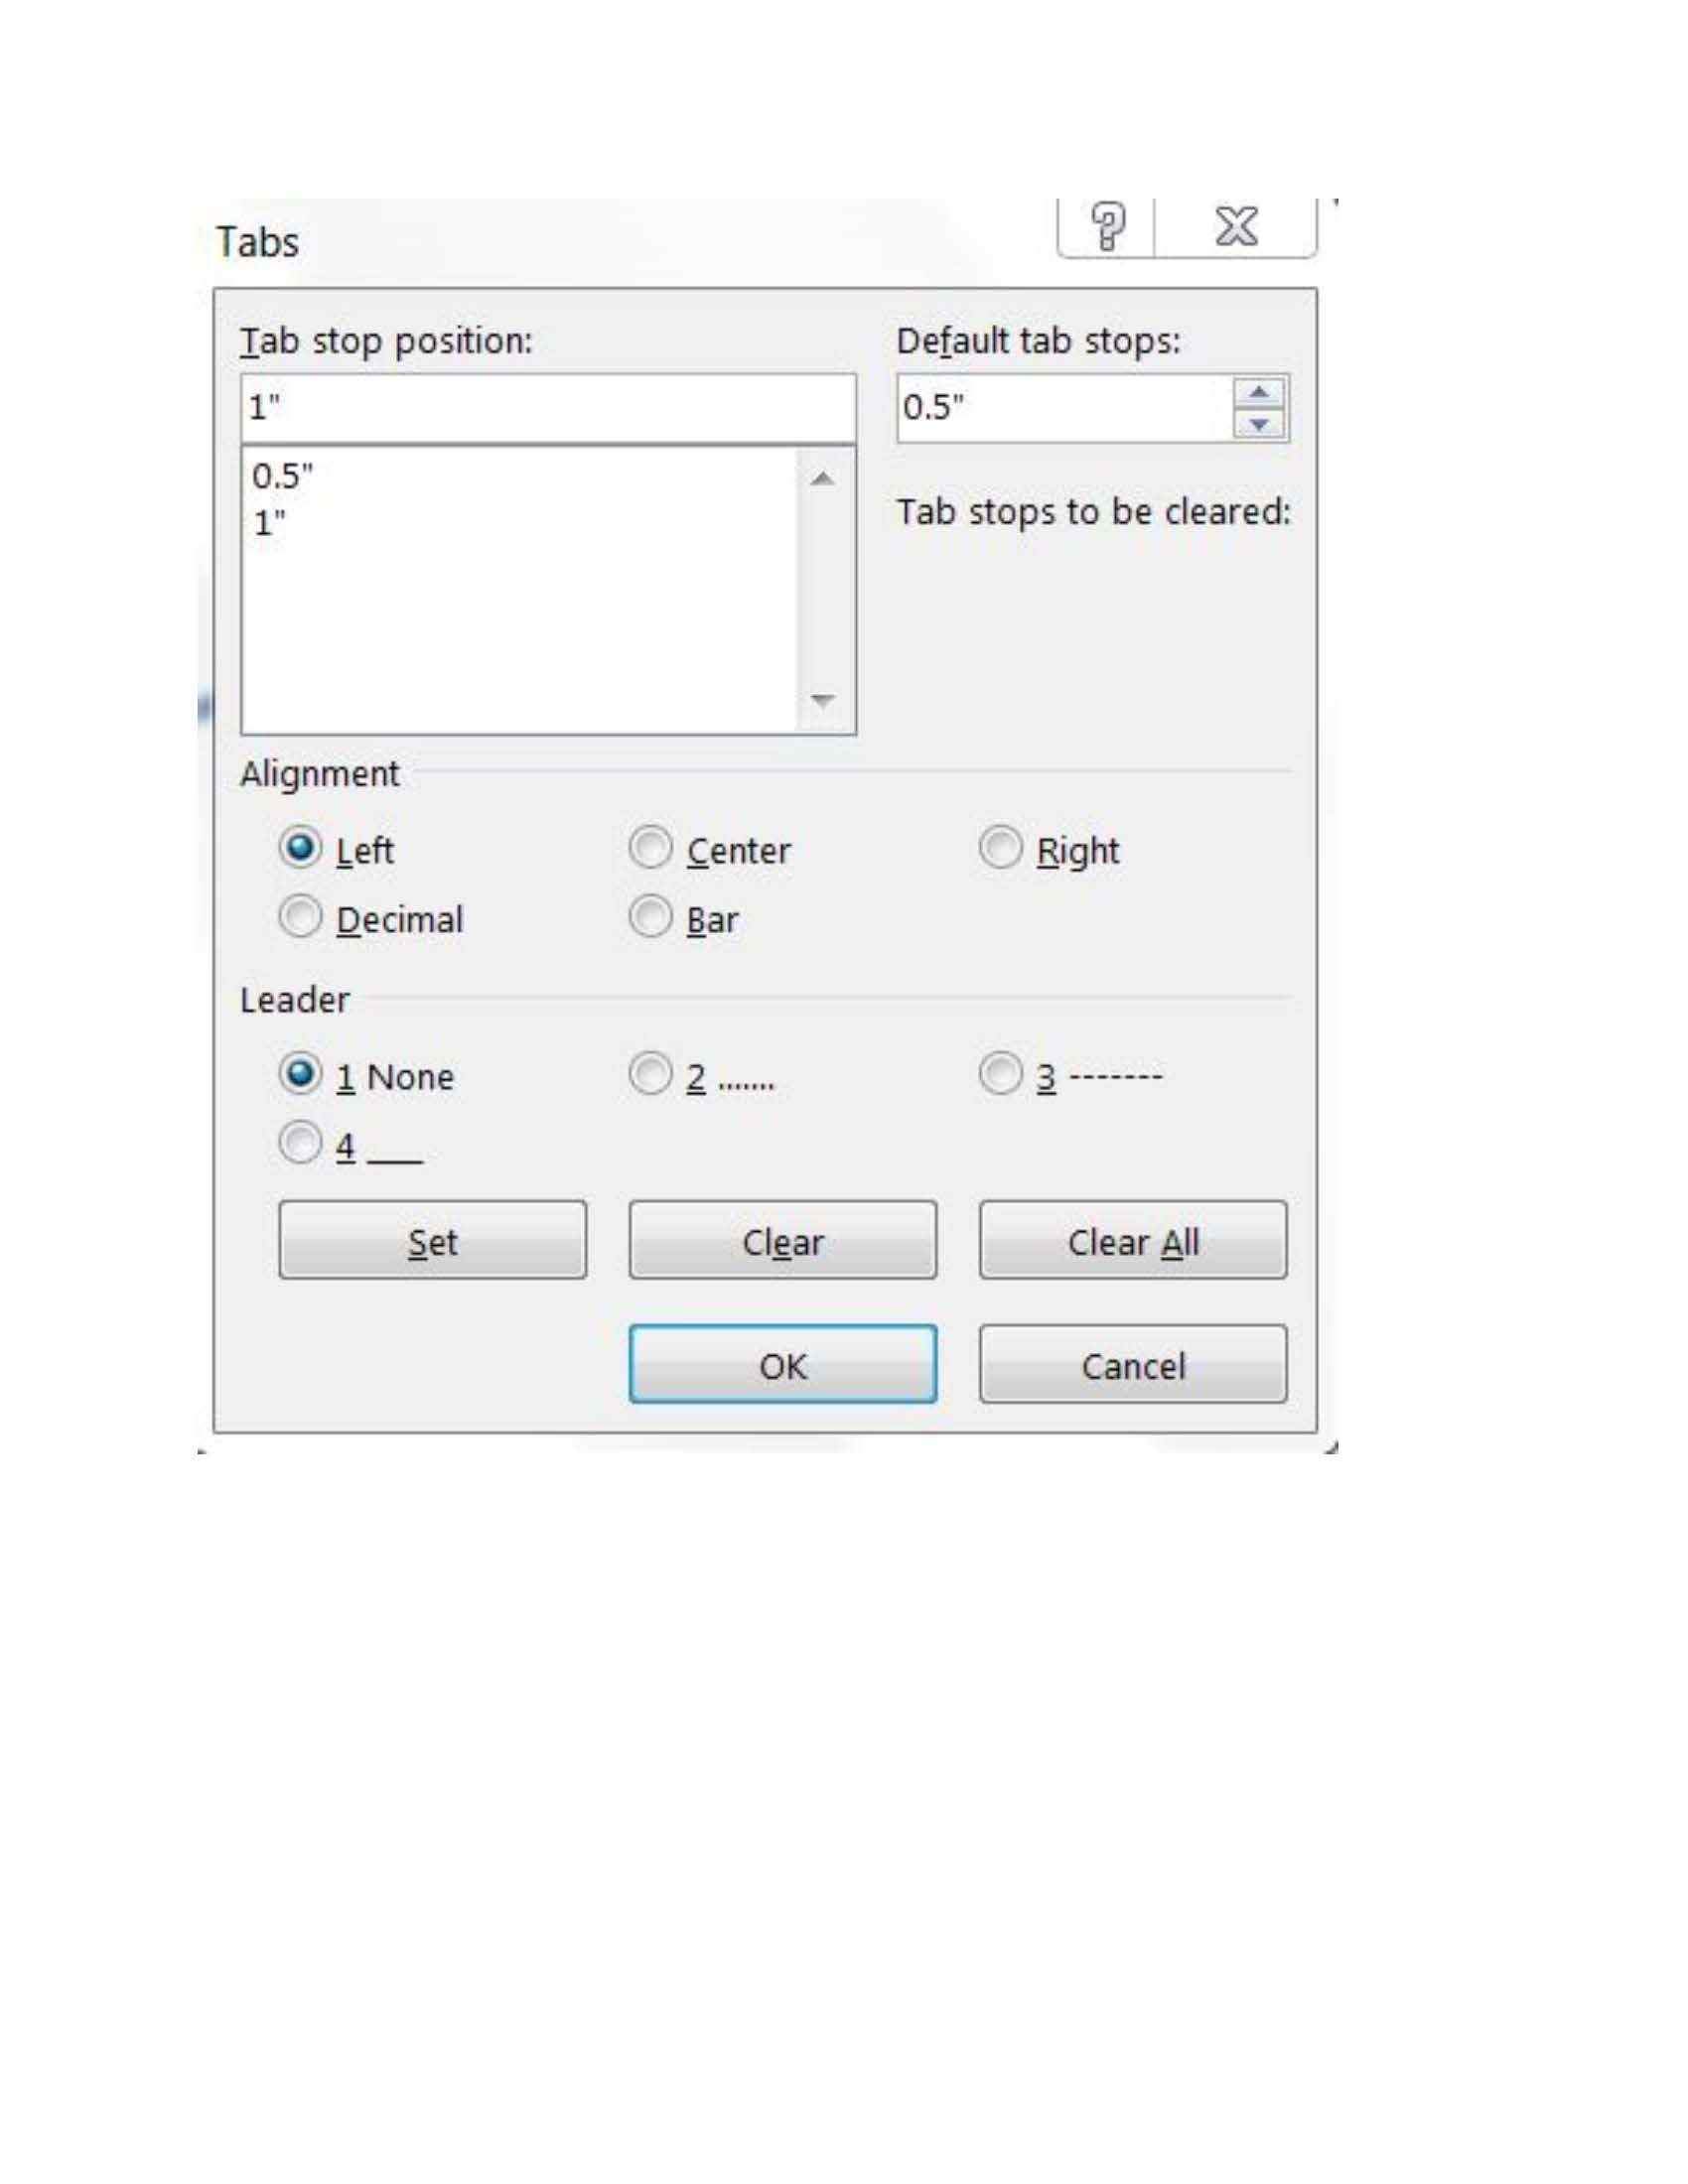 Tabs
Tab stop position:
Default tab stops:
1"
0.5"
0.5"
1"
Tab stops to be cleared:
Alignment
Left
Center
Right
Decimal
Bar
Leader
1 None
2 .......
3 -------
4 ___
Set
Clear
Clear All
OK
Cancel